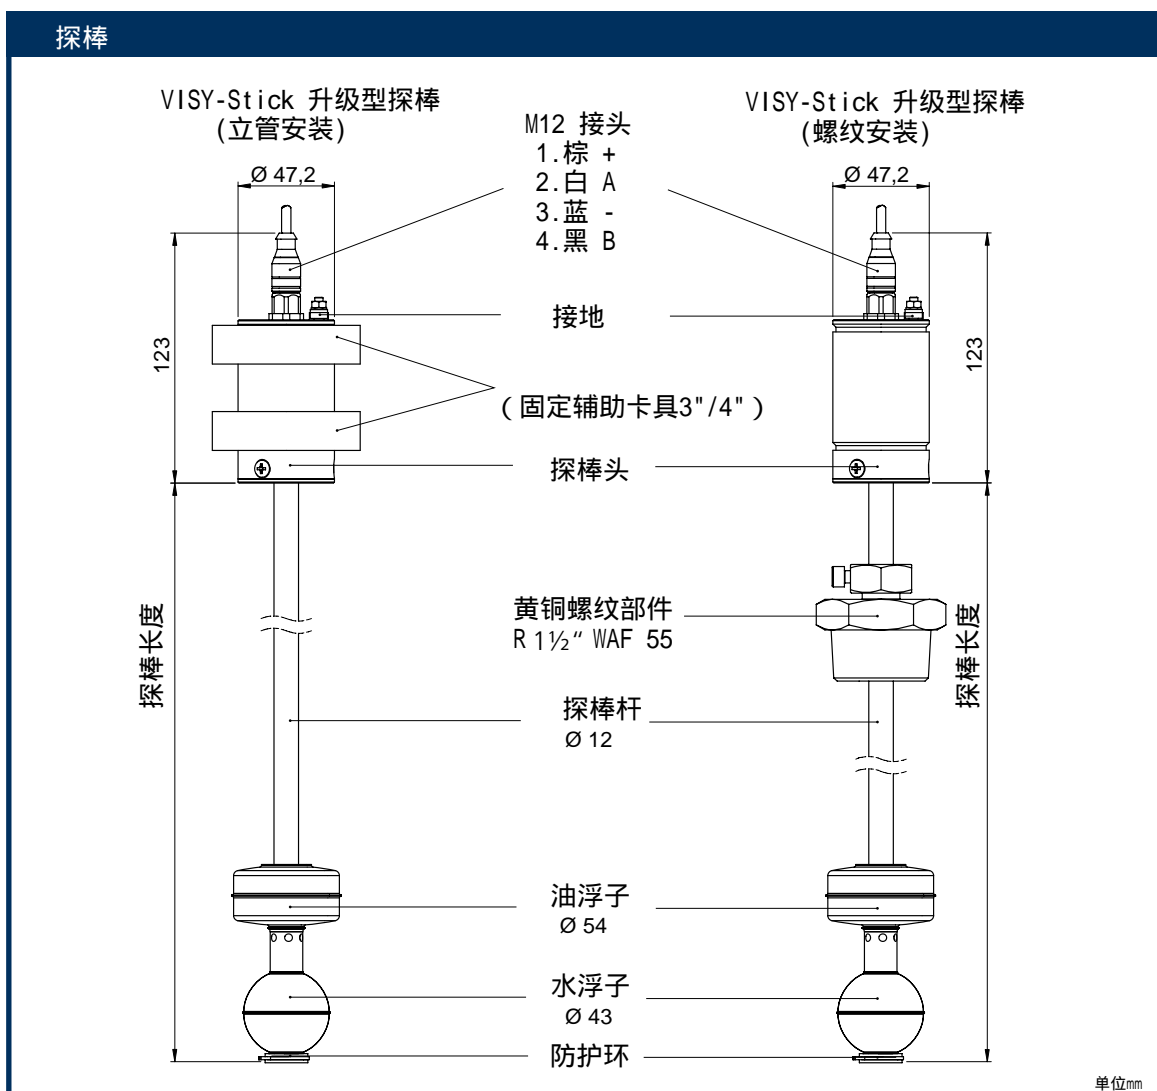 探棒
VISY-Stick 升级型探棒
(立管安装)
Ø 47,2
M12 接头
1.棕 +
2.白 A
3.蓝 -
4.黑 B
VISY-Stick 升级型探棒
(螺纹安装)
Ø 47,2
接地
123
123
(固定辅助卡具3"/4")
探棒头
黄铜螺纹部件
R 1½“ WAF 55
探棒长度
探棒长度
探棒杆
Ø 12
油浮子
Ø 54
水浮子
Ø 43
防护环
单位mm